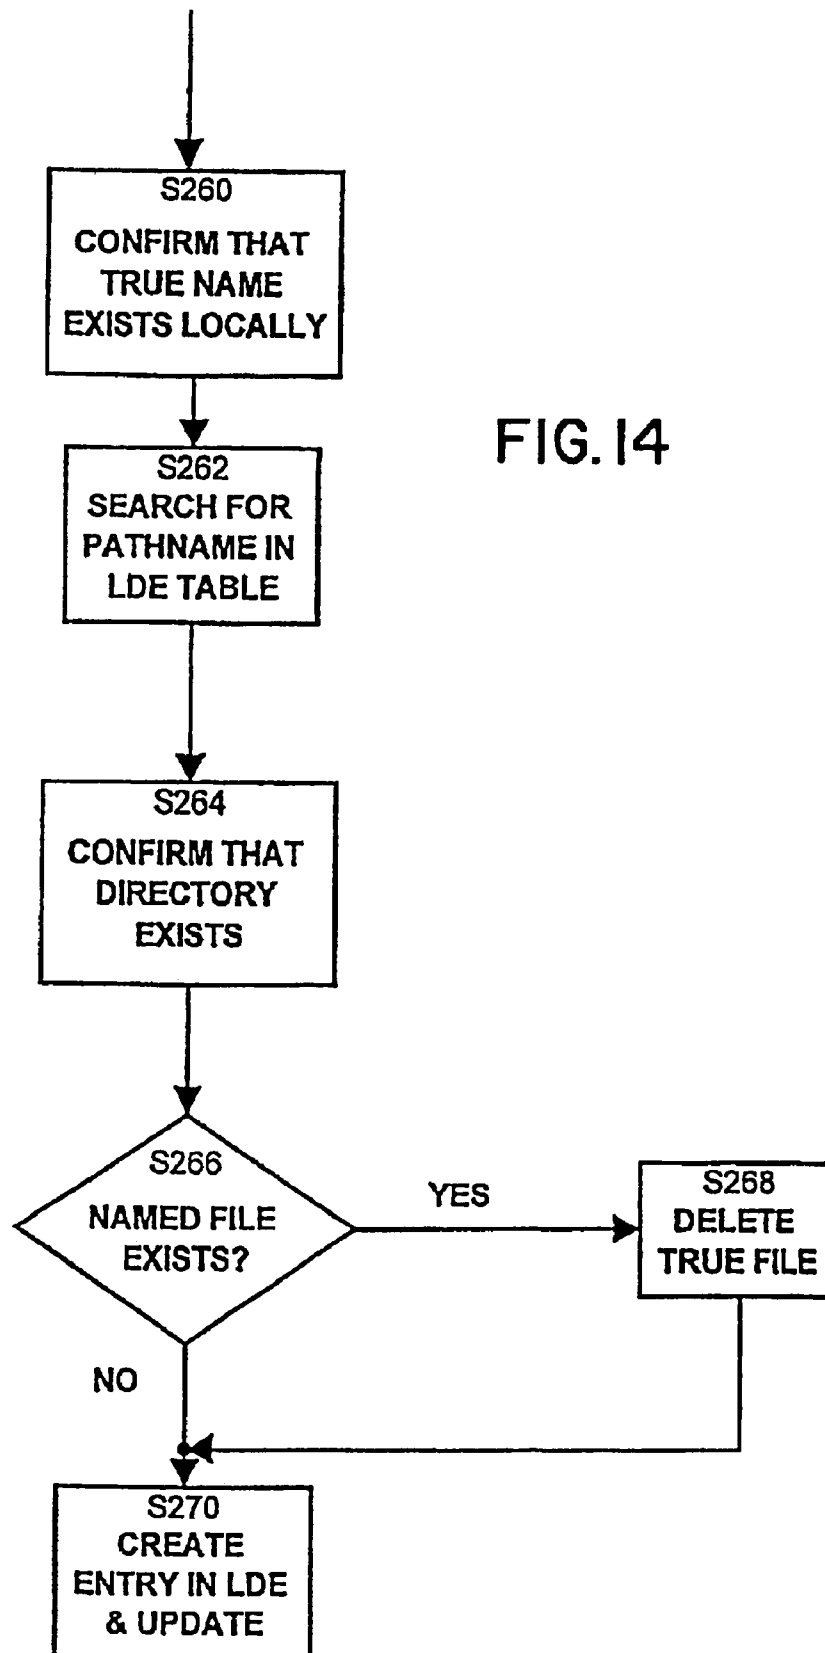 S260
CONFIRM THAT
TRUE NAME
EXISTS LOCALLY
FIG. 14
S262
SEARCH FOR
PATHNAME IN
LDE TABLE
S264
CONFIRM THAT
DIRECTORY
EXISTS
S266
NAMED FILE
EXISTS?
YES
S268
DELETE
TRUE FILE
NO
S270
CREATE
ENTRY IN LDE
& UPDATE